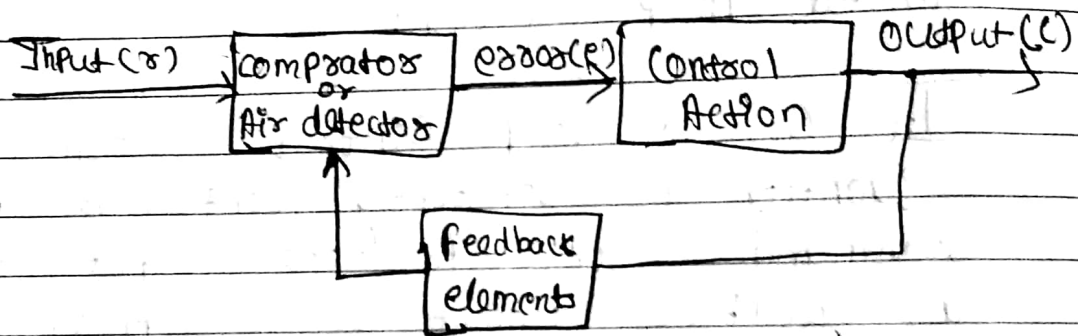 Input(r)
Comprator
or
Air detector
error(e)
Control
Action
Output(C)
feedback
elements